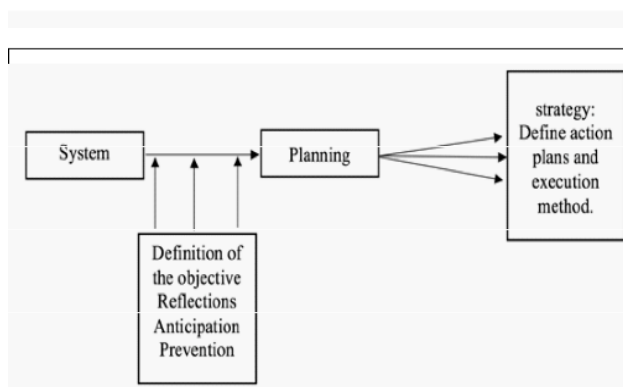 System
Planning
strategy:
Define action
plans and
execution
method.
Definition of
the objective
Reflections
Anticipation
Prevention